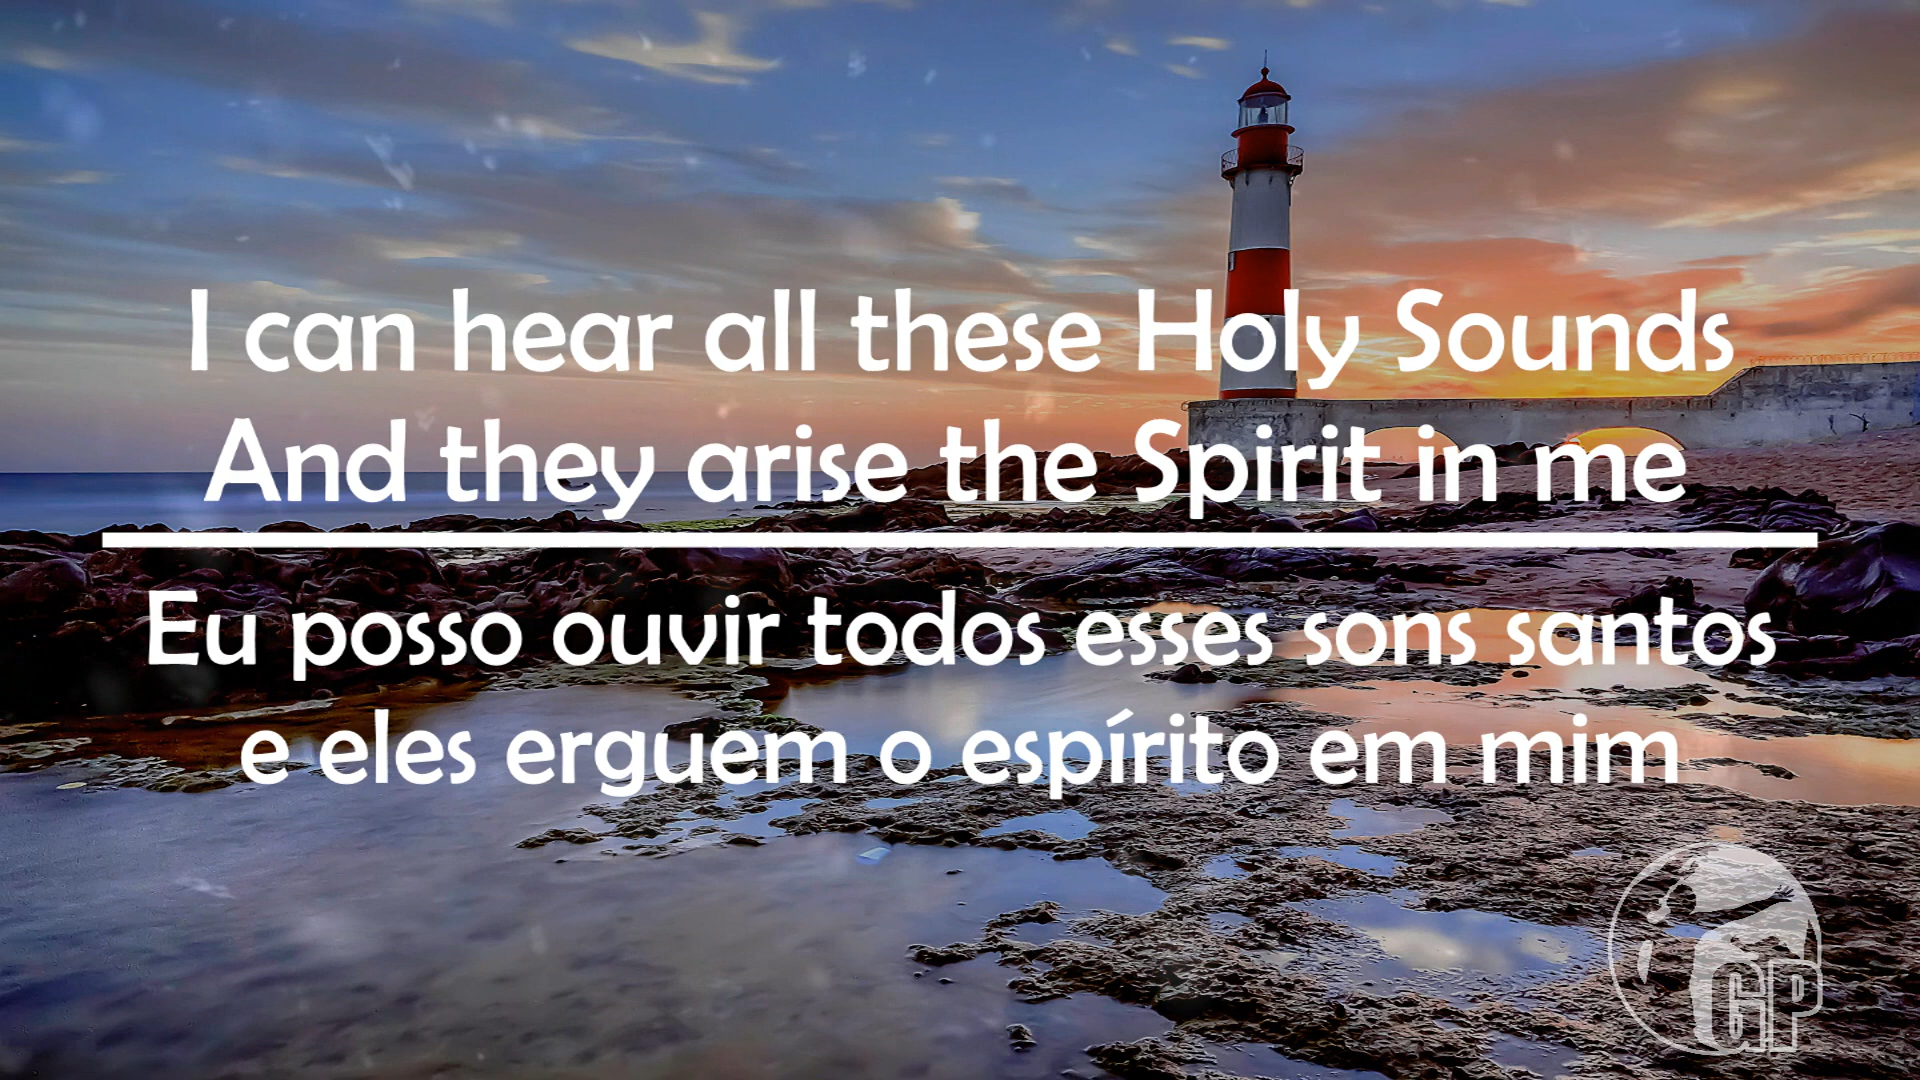 I can hear all these Holy Sounds
And they arise the Spirit in me
Eu posso ouvir todos esses sons santos
e eles erguem o espírito em mim
GP